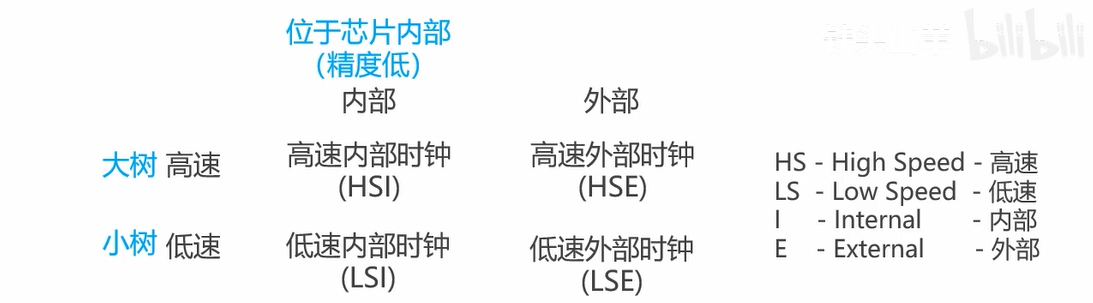 位于芯片内部
（精度低）
内部 外部
大树 高速 高速内部时钟 (HSI) 高速外部时钟 (HSE)
小树 低速 低速内部时钟 (LSI) 低速外部时钟 (LSE)
HS - High Speed - 高速
LS - Low Speed - 低速
I - Internal - 内部
E - External - 外部
bilibili